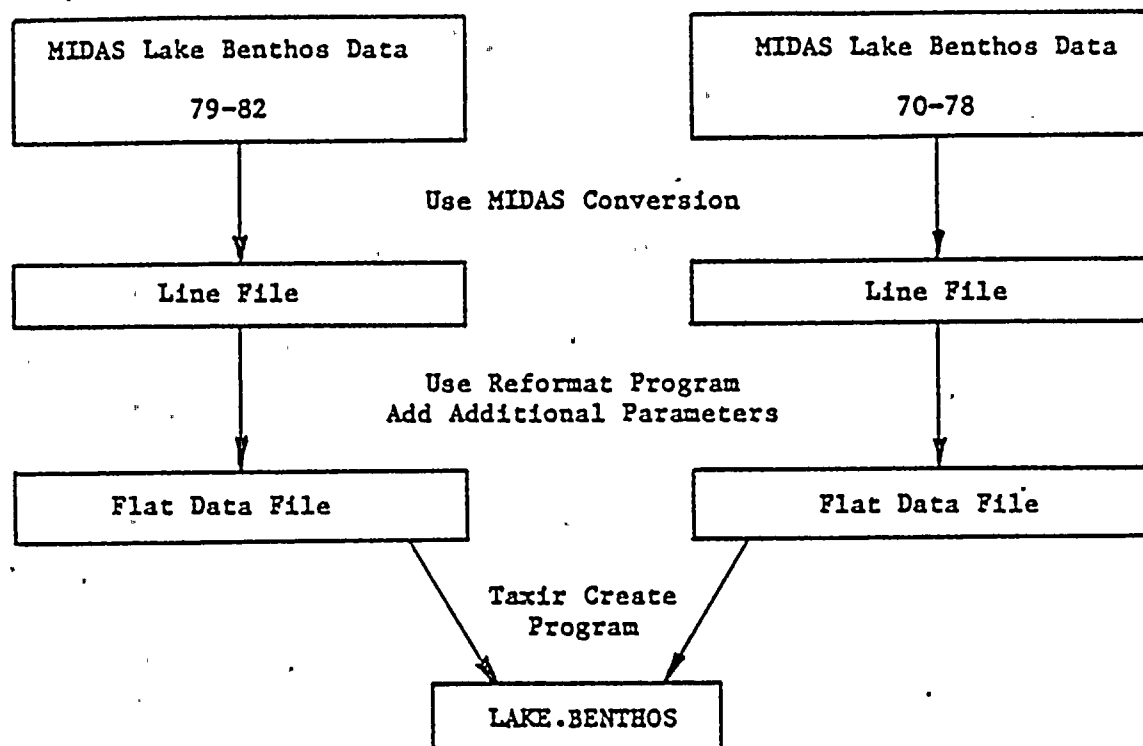 MIDAS Lake Benthos Data
79-82
MIDAS Lake Benthos Data
70-78
Use MIDAS Conversion
Line File
Line File
Use Reformat Program
Add Additional Parameters
Flat Data File
Flat Data File
Taxir Create
Program
LAKE.BENTHOS